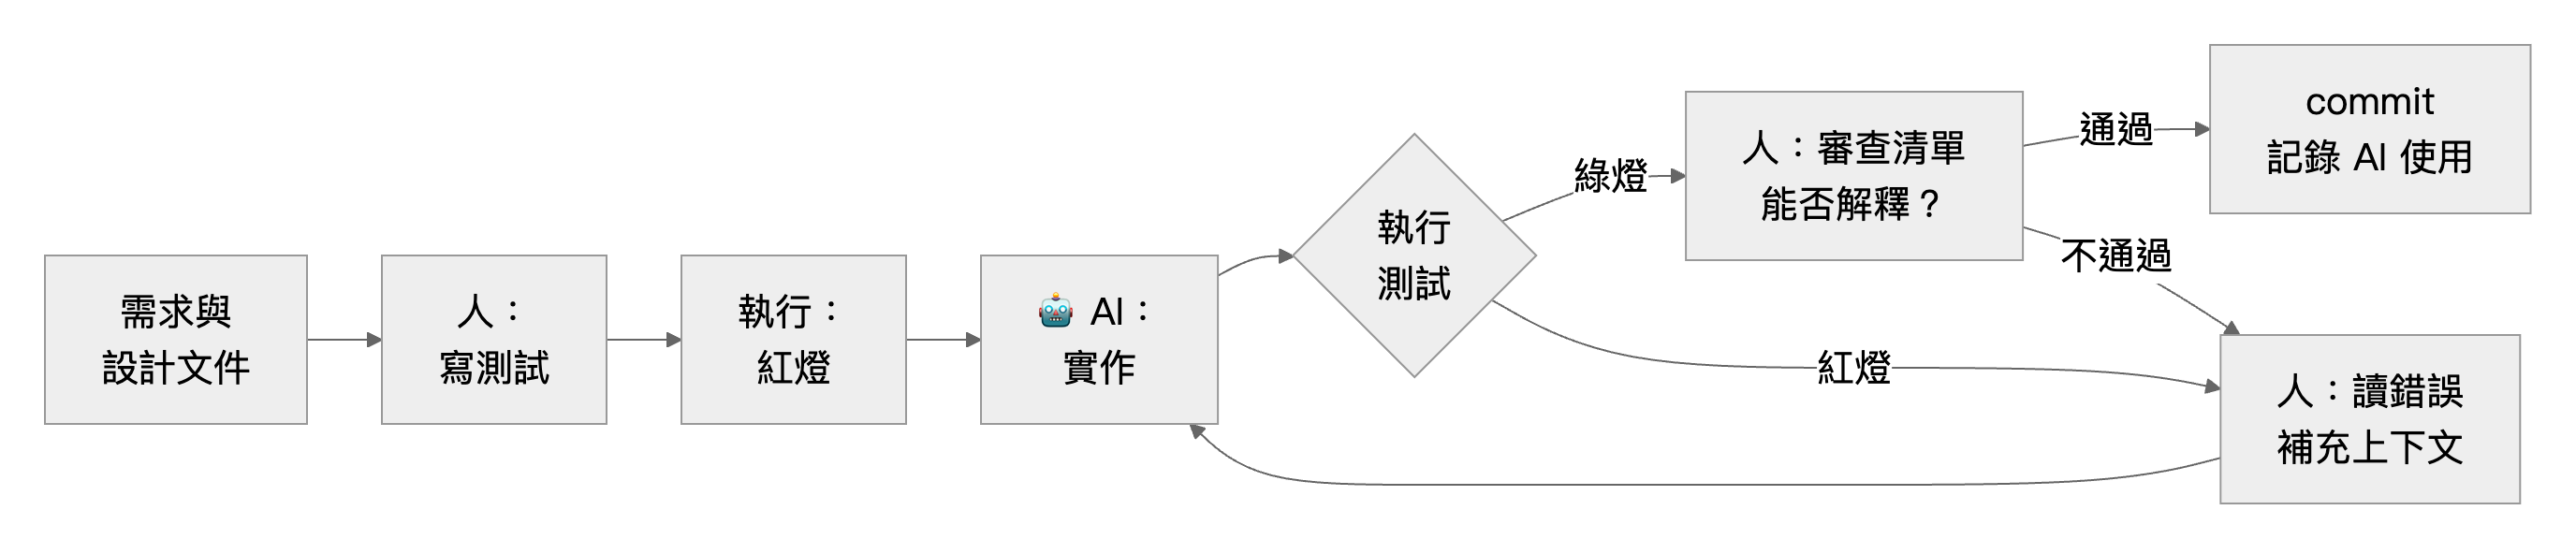 需求與
設計文件
人：
寫測試
執行：
紅燈
🤖 AI：
實作
執行
測試
綠燈
紅燈
人：審查清單
能否解釋？
通過
不通過
commit
記錄 AI 使用
人：讀錯誤
補充上下文